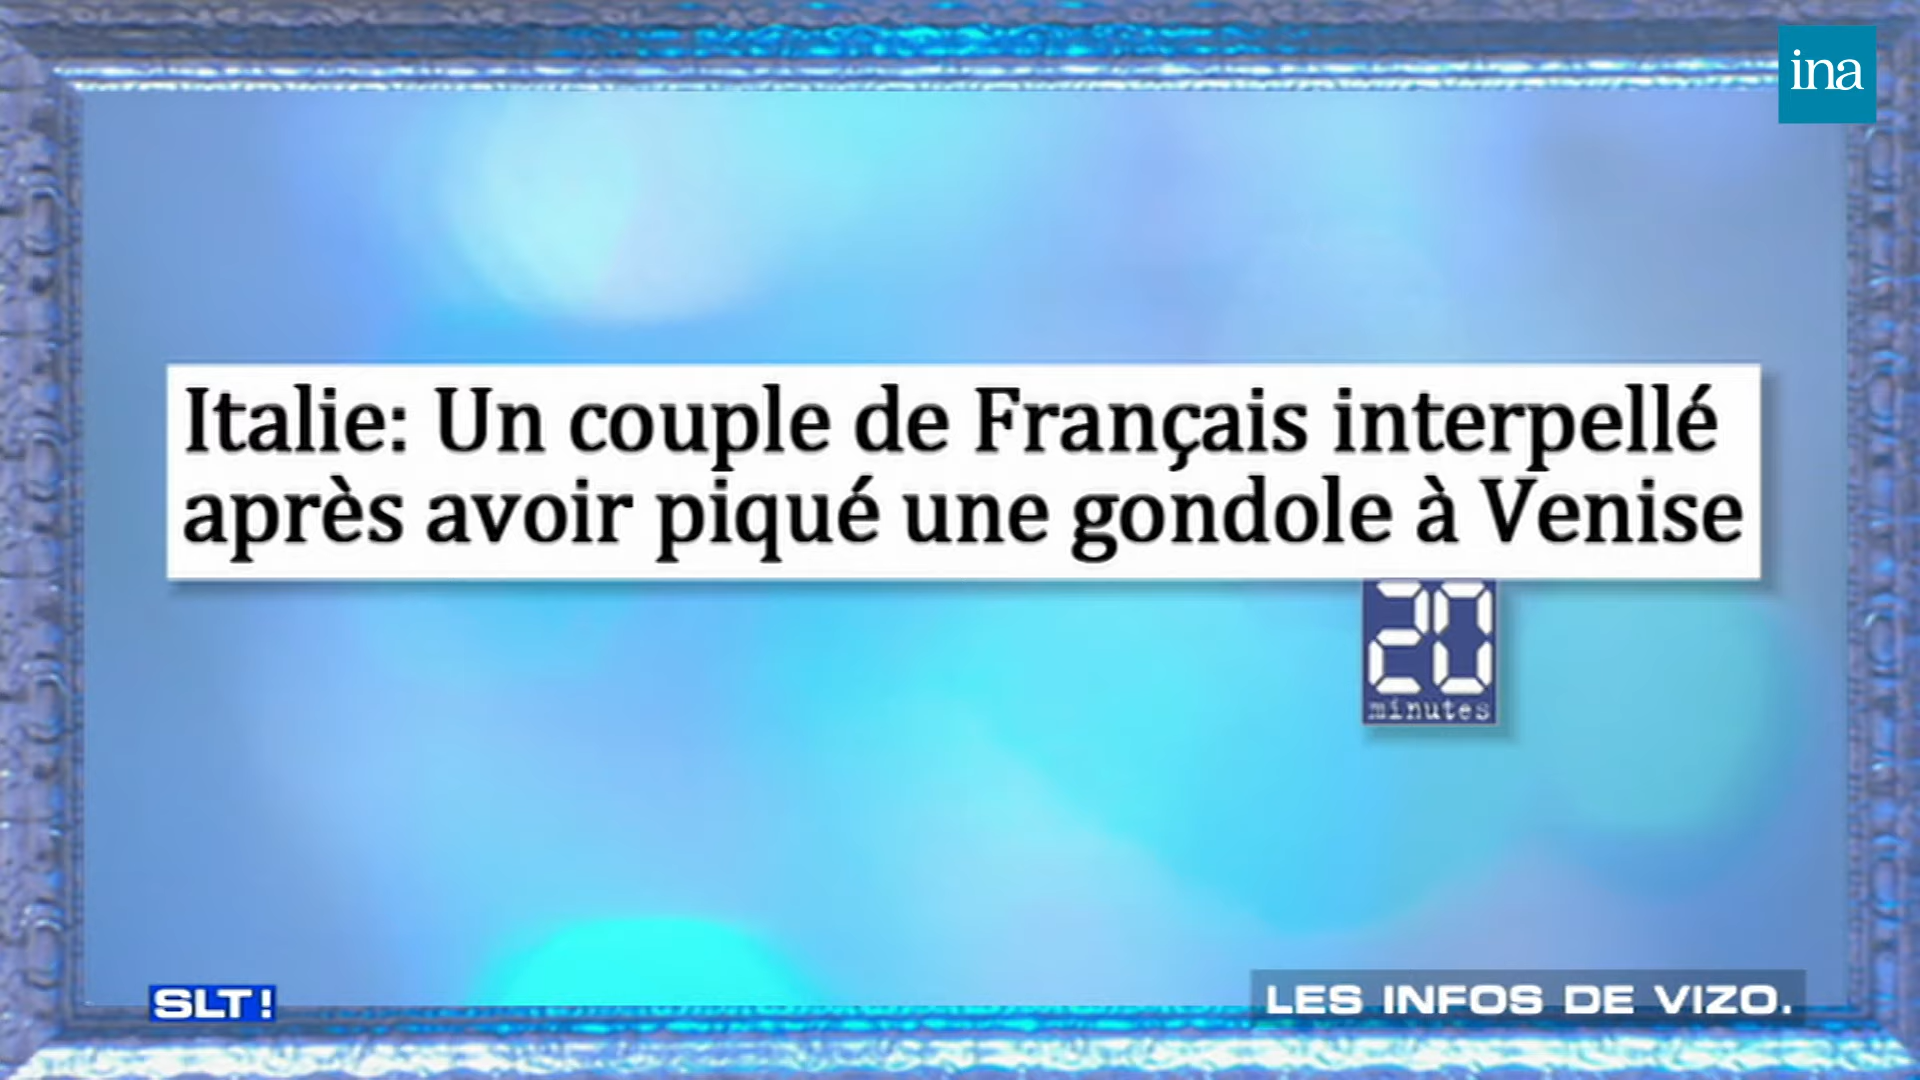 ina
Italie: Un couple de Français interpellé
après avoir piqué une gondole à Venise
20
minutes
SLT!
LES INFOS DE VIZO.